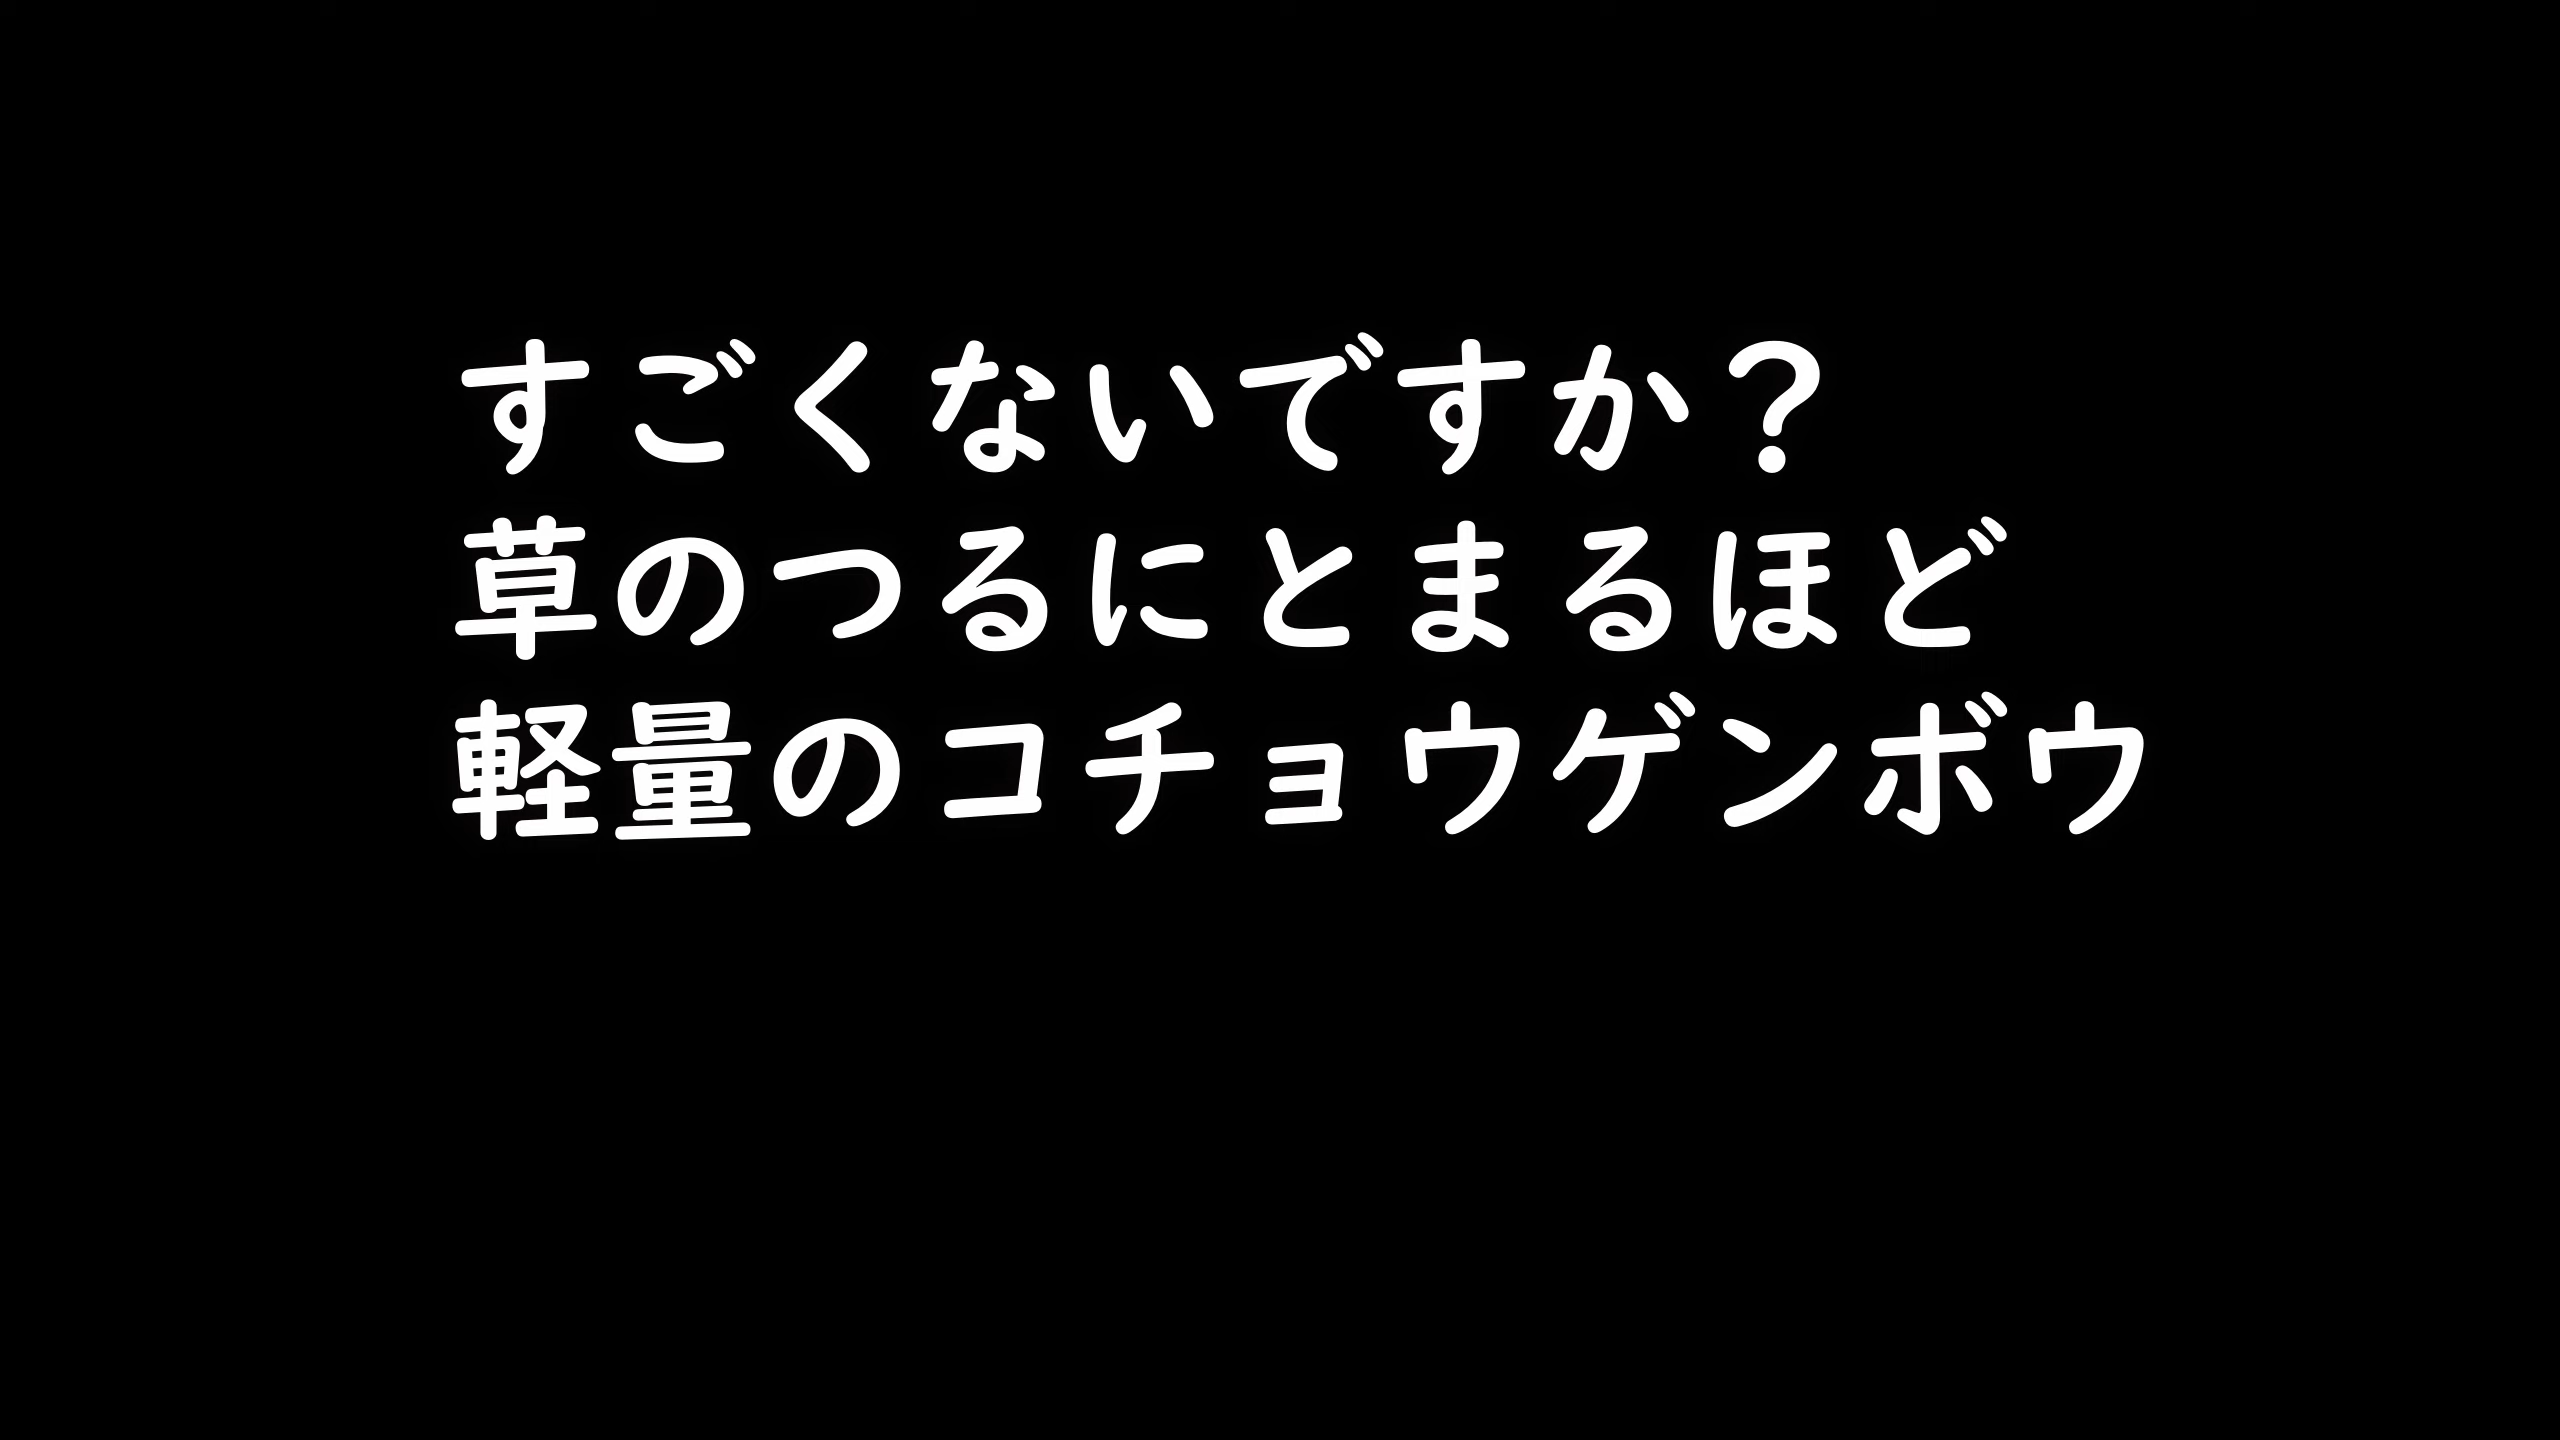 すごくないですか？
草のつるにとまるほど
軽量のコチョウゲンボウ